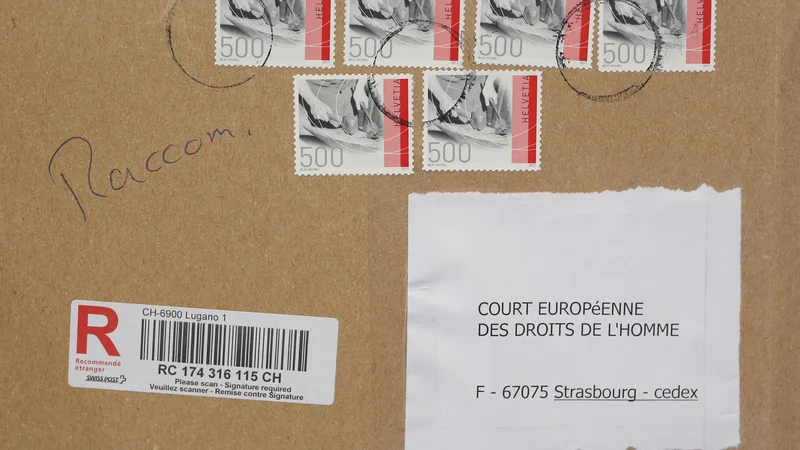 500 HELVETIA
500 HELVETIA
500 HELVETIA
500 HELVETIA
500 HELVETIA
500 HELVETIA
Raccom.
CH-6900 Lugano 1
R
Recommandé
étranger
SWISS POST
RC 174 316 115 CH
Please scan - Signature required
Veuillez scanner - Remise contre Signature
COURT EUROPéENNE
DES DROITS DE L'HOMME
F - 67075 Strasbourg - cedex